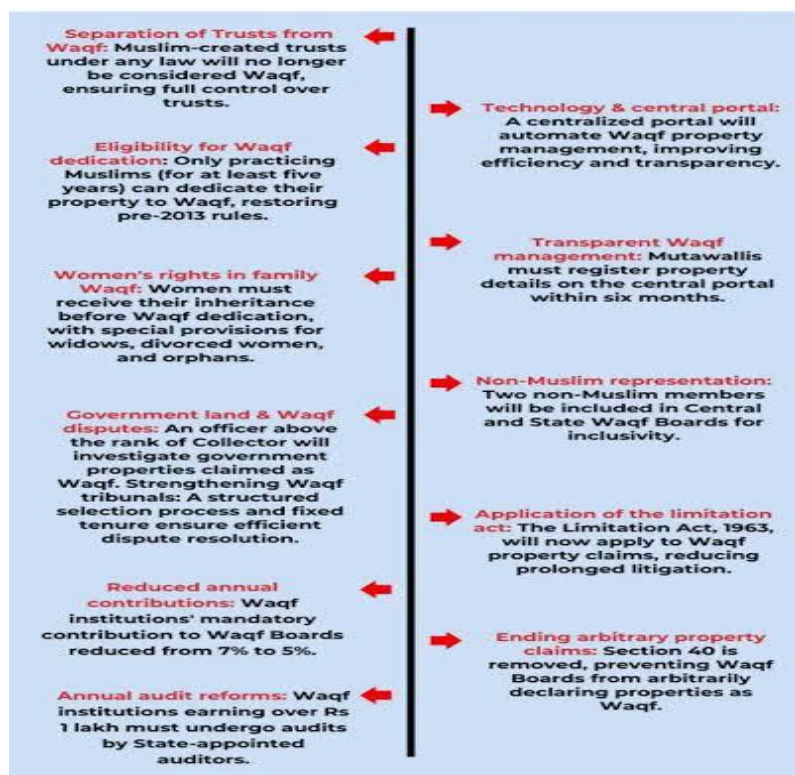 Separation of Trusts from
Waqf: Muslim-created trusts
under any law will no longer
be considered Waqf,
ensuring full control over
trusts.
Eligibility for Waqf
dedication: Only practicing
Muslims (for at least five
years) can dedicate their
property to Waqf, restoring
pre-2013 rules.
Women's rights in family
Waqf: Women must
receive their inheritance
before Waqf dedication,
with special provisions for
widows, divorced women,
and orphans.
Government land & Waqf
disputes: An officer above
the rank of Collector will
investigate government
properties claimed as
Waqf. Strengthening Waqf
tribunals: A structured
selection process and fixed
tenure ensure efficient
dispute resolution.
Reduced annual
contributions: Waqf
institutions' mandatory
contribution to Waqf Boards
reduced from 7% to 5%.
Annual audit reforms: Waqf
institutions earning over Rs
1 lakh must undergo audits
by State-appointed
auditors.
Technology & central portal:
A centralized portal will
automate Waqf property
management, improving
efficiency and transparency.
Transparent Waqf
management: Mutawallis
must register property
details on the central portal
within six months.
Non-Muslim representation:
Two non-Muslim members
will be included in Central
and State Waqf Boards for
inclusivity.
Application of the limitation
act: The Limitation Act, 1963,
will now apply to Waqf
property claims, reducing
prolonged litigation.
Ending arbitrary property
claims: Section 40 is
removed, preventing Waqf
Boards from arbitrarily
declaring properties as
Waqf.